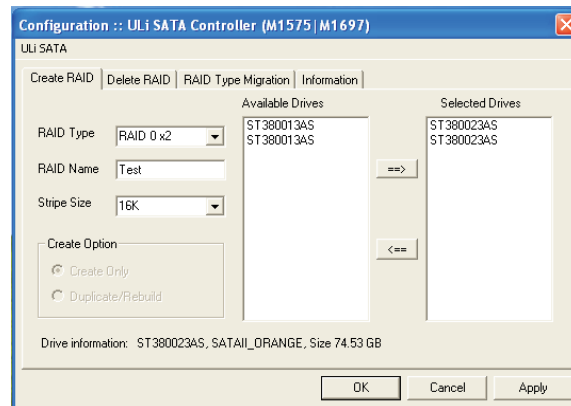 Configuration :: ULi SATA Controller (M1575|M1697)
ULi SATA
Create RAID Delete RAID RAID Type Migration Information
Available Drives Selected Drives
RAID Type RAID 0 x2
ST380013AS ST380023AS
ST380013AS ST380023AS
RAID Name Test ==>
Stripe Size 16K
Create Option <==
Create Only
Duplicate/Rebuild
Drive information: ST380023AS, SATAII_ORANGE, Size 74.53 GB
OK Cancel Apply